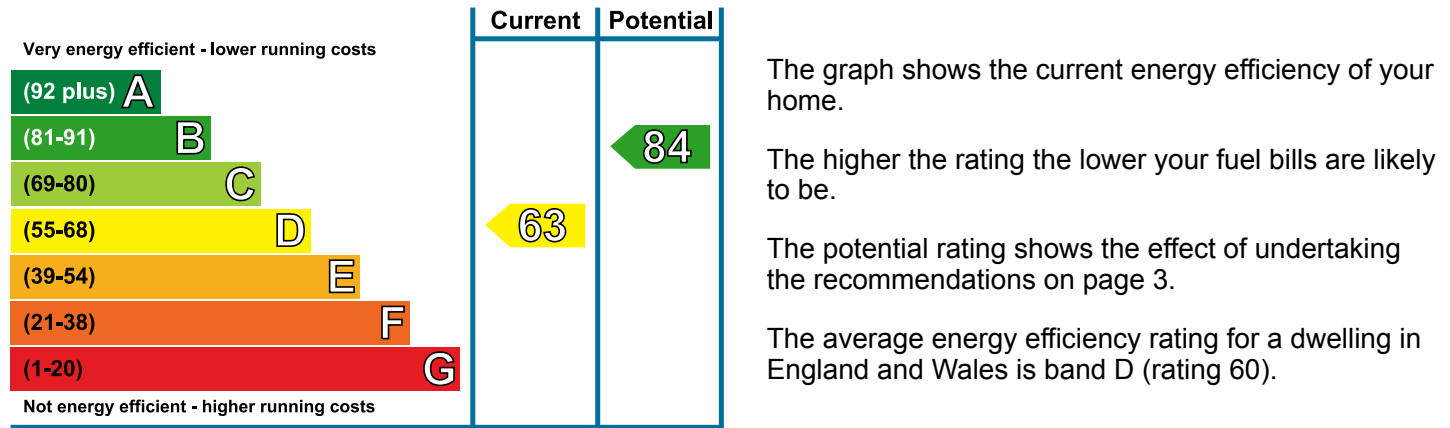 Current Potential
Very energy efficient - lower running costs
(92 plus) A
(81-91) B
(69-80) C
(55-68) D
(39-54) E
(21-38) F
(1-20) G
Not energy efficient - higher running costs
63
84
The graph shows the current energy efficiency of your
home.
The higher the rating the lower your fuel bills are likely
to be.
The potential rating shows the effect of undertaking
the recommendations on page 3.
The average energy efficiency rating for a dwelling in
England and Wales is band D (rating 60).